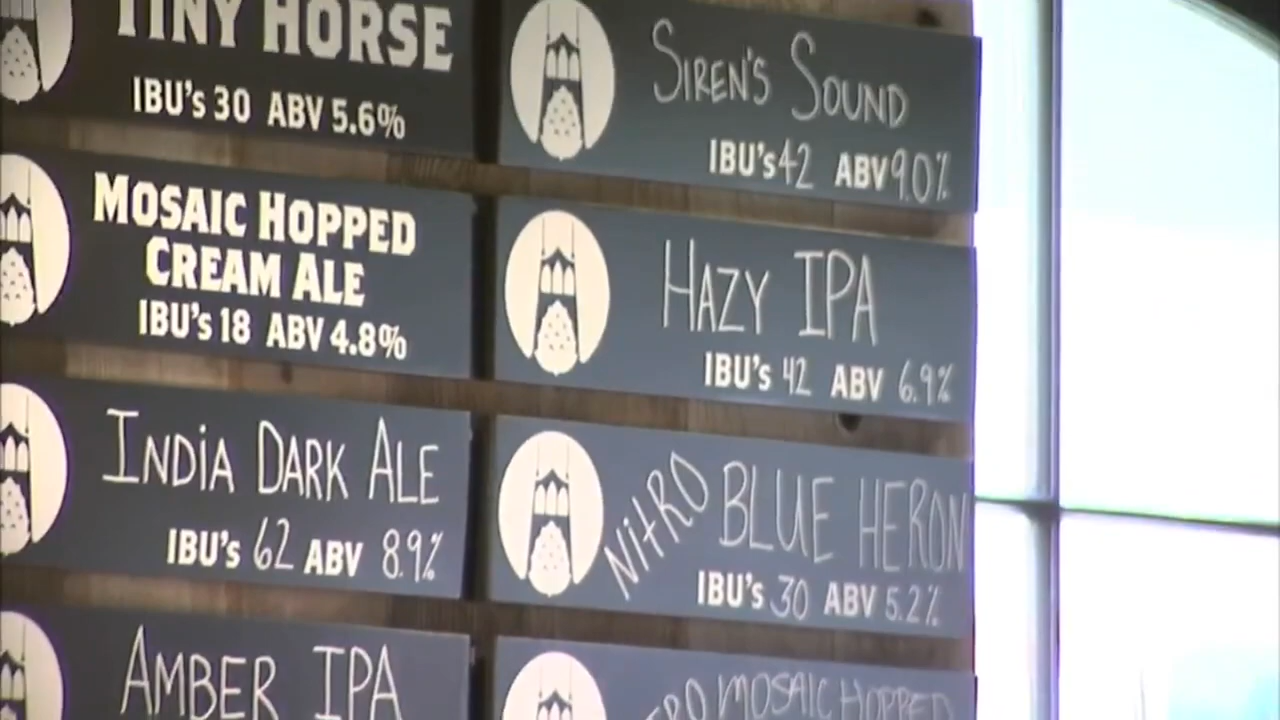 TINY HORSE
IBU's 30 ABV 5.6%
MOSAIC HOPPED
CREAM ALE
IBU's 18 ABV 4.8%
INDIA DARK ALE
IBU's 62 ABV 8.9%
AMBER IPA
SIREN'S SOUND
IBU's 42 ABV 9.0%
HAZY IPA
IBU's 42 ABV 6.9%
NITRO BLUE HERON
IBU's 30 ABV 5.2%
MOSAIC HOPPED